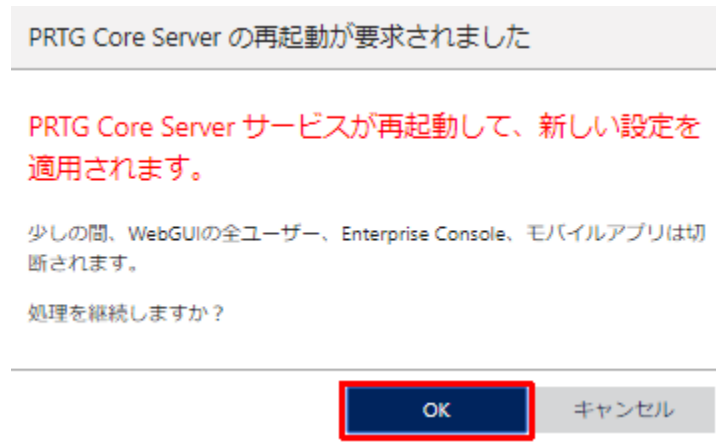 PRTG Core Server の再起動が要求されました
PRTG Core Server サービスが再起動して、新しい設定を
適用されます。
少しの間、WebGUIの全ユーザー、Enterprise Console、モバイルアプリは切
断されます。
処理を継続しますか？
OK
キャンセル